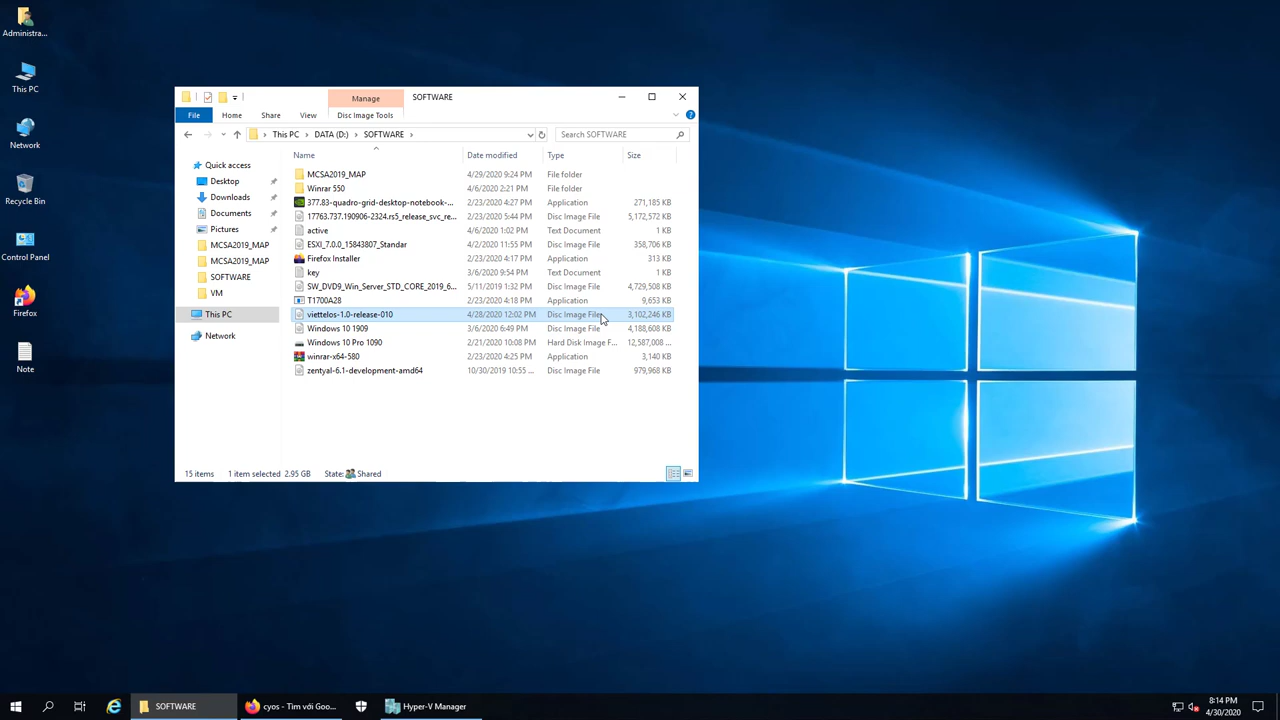 Administra...
This PC
Network
Recycle Bin
Control Panel
Firefox
Note
Manage
SOFTWARE
File
Home
Share
View
Disc Image Tools
This PC
DATA (D:)
SOFTWARE
Search SOFTWARE
Quick access
Desktop
Downloads
Documents
Pictures
MCSA2019_MAP
MCSA2019_MAP
SOFTWARE
VM
This PC
Network
Name Date modified Type Size
MCSA2019_MAP 4/29/2020 9:24 PM File folder
Winrar 550 4/6/2020 2:21 PM File folder
377.83-quadro-grid-desktop-notebook-... 2/23/2020 4:27 PM Application 271,185 KB
17763.737.190906-2324.rs5_release_svc_re... 2/23/2020 5:44 PM Disc Image File 5,172,572 KB
active 4/6/2020 1:02 PM Text Document 1 KB
ESXI_7.0.0_15843807_Standar 4/2/2020 11:55 PM Disc Image File 358,706 KB
Firefox Installer 2/23/2020 4:17 PM Application 313 KB
key 3/6/2020 9:54 PM Text Document 1 KB
SW_DVD9_Win_Server_STD_CORE_2019_6... 5/11/2019 1:32 PM Disc Image File 4,729,508 KB
T1700A28 2/23/2020 4:18 PM Application 9,653 KB
viettelos-1.0-release-010 4/28/2020 12:02 PM Disc Image File 3,102,246 KB
Windows 10 1909 3/6/2020 6:49 PM Disc Image File 4,188,608 KB
Windows 10 Pro 1090 2/21/2020 10:08 PM Hard Disk Image F... 12,587,008 ...
winrar-x64-580 2/23/2020 4:25 PM Application 3,140 KB
zentyal-6.1-development-amd64 10/30/2019 10:55 ... Disc Image File 979,968 KB
15 items 1 item selected 2.95 GB State: Shared
SOFTWARE
cyos - Tìm với Goo...
Hyper-V Manager
8:14 PM
4/30/2020